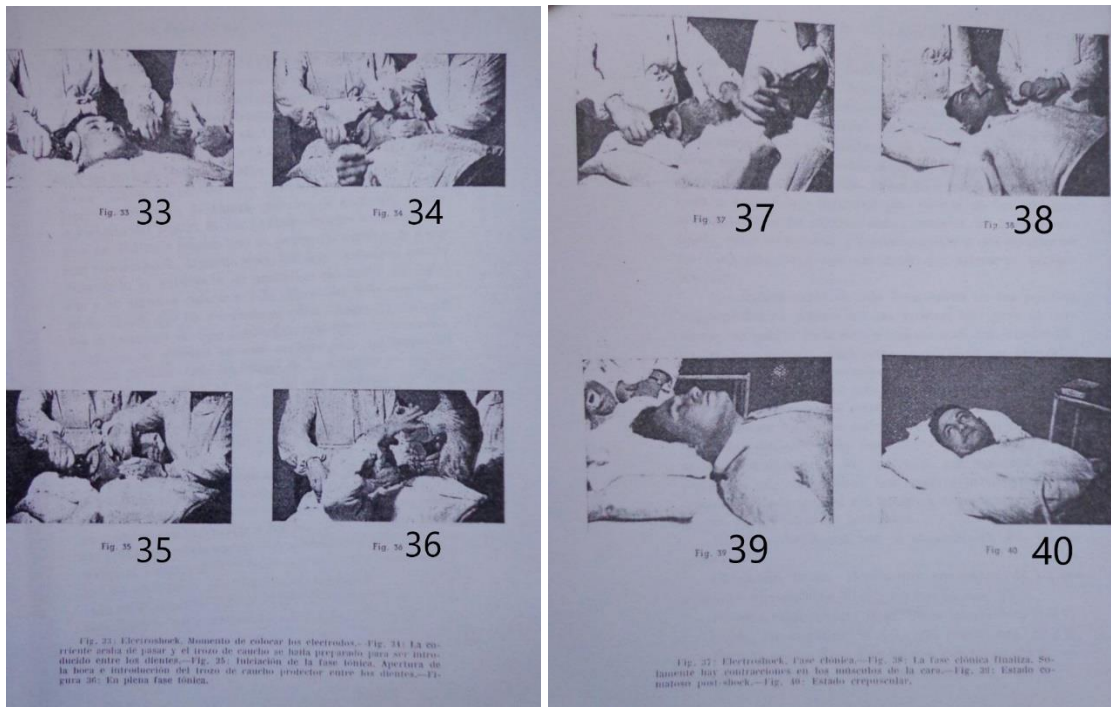 Fig. 33 33
Fig. 34 34
Fig. 35 35
Fig. 36 36
Fig. 33: Electroshock. Momento de colocar los electrodos.—Fig. 34: La co-
rriente acaba de pasar y el trozo de caucho se halla preparado para ser intro-
ducido entre los dientes.—Fig. 35: Iniciación de la fase tónica. Apertura de
la boca e introducción del trozo de caucho protector entre los dientes.—Fi-
gura 36: En plena fase tónica.
Fig. 37 37
Fig. 38 38
Fig. 39 39
Fig. 40 40
Fig. 37: Electroshock. Fase clónica.—Fig. 38: La fase clónica finaliza. So-
lamente hay contracciones en los músculos de la cara.—Fig. 39: Estado co-
matoso post-shock.—Fig. 40: Estado crepuscular.